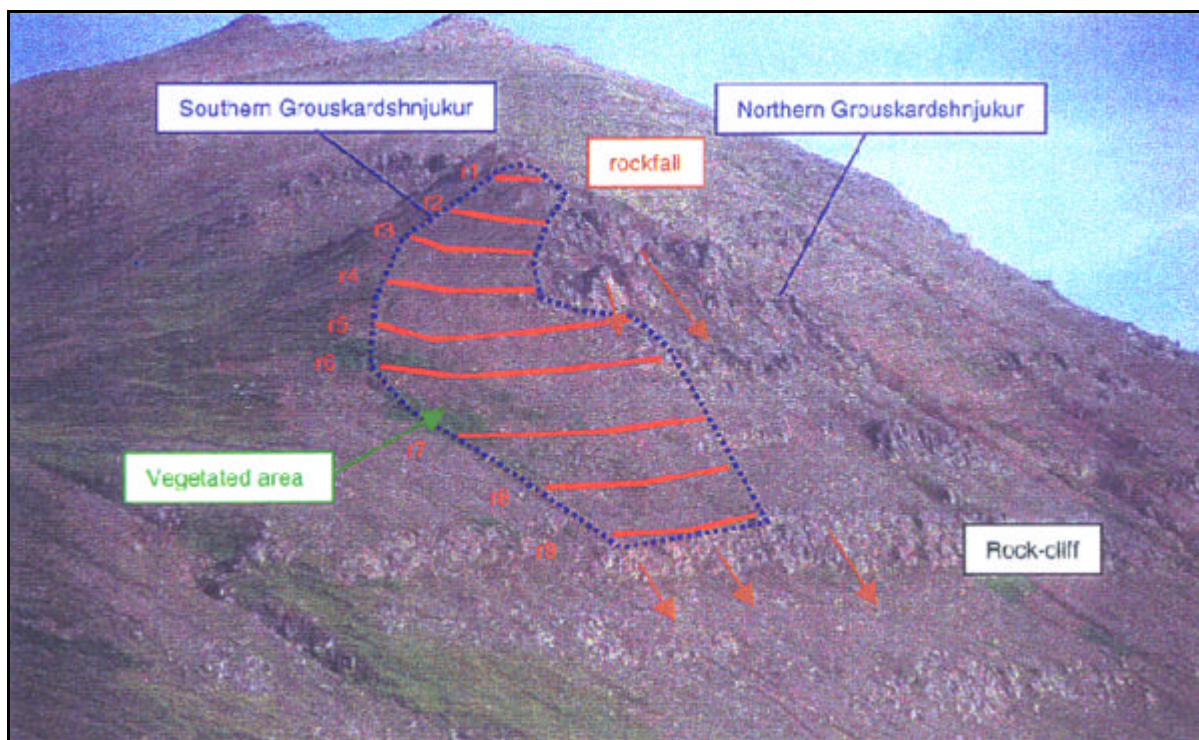 Southern Grouskardshnjukur
Northern Grouskardshnjukur
rockfall
r1
r2
r3
r4
r5
r6
r7
r8
r9
Vegetated area
Rock-cliff